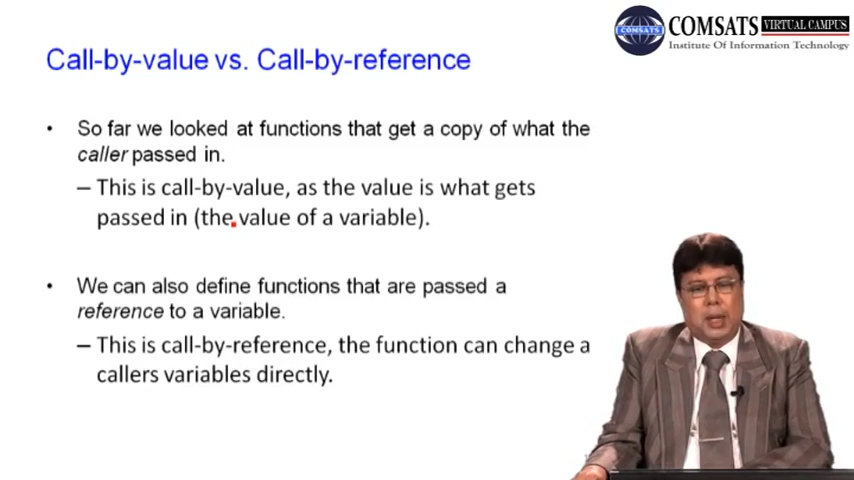 COMSATS VIRTUAL CAMPUS
COMSATS
Institute Of Information Technology
Call-by-value vs. Call-by-reference
• So far we looked at functions that get a copy of what the
caller passed in.
– This is call-by-value, as the value is what gets
passed in (the value of a variable).
• We can also define functions that are passed a
reference to a variable.
– This is call-by-reference, the function can change a
callers variables directly.